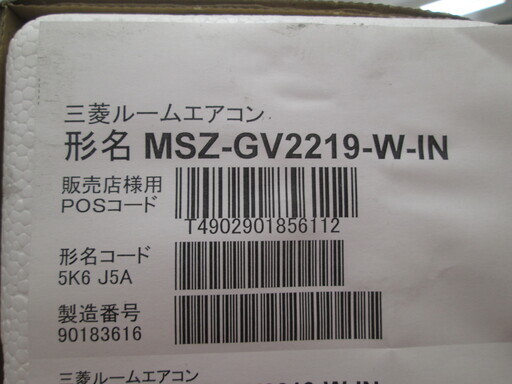 三菱ルームエアコン
形名 MSZ-GV2219-W-IN
販売店様用
POSコード
T4902901856112
形名コード
5K6 J5A
製造番号
90183616
三菱ルームエアコン